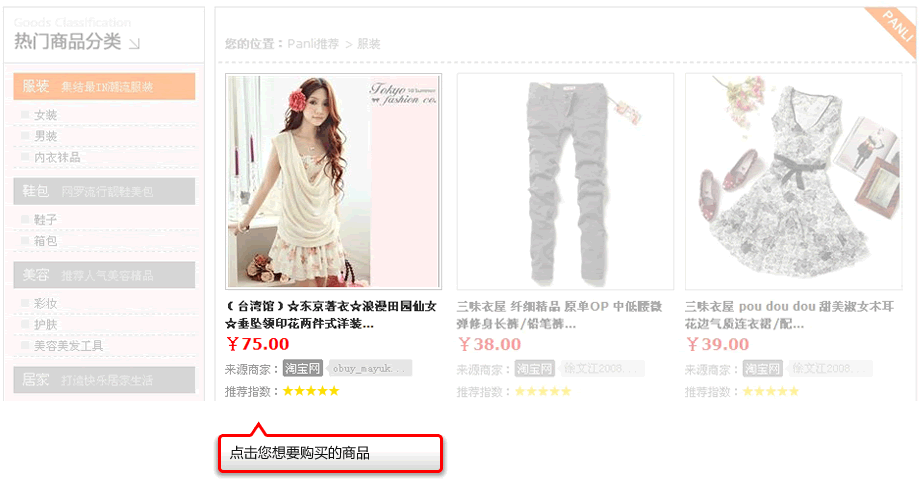 Goods Classification
热门商品分类
服装 集结最IN潮流服装
女装
男装
内衣袜品
鞋包 网罗流行靓鞋美包
鞋子
箱包
美容 推荐人气美容臻品
彩妆
护肤
美容美发工具
居家 打造快乐居家生活
PANLI
您的位置：Panli推荐 > 服装
Tokyo 10 Summer
fashion co.
（台湾馆）☆东京著衣☆浪漫田园仙女
☆垂坠领印花两件式洋装...
￥75.00
来源商家：淘宝网 obuy_mayuk...
推荐指数：★★★★★
三味衣屋 纤细精品 原单OP 中低腰微
弹修身长裤/铅笔裤...
￥38.00
来源商家：淘宝网 徐文江2008...
推荐指数：★★★★★
三味衣屋 pou dou dou 甜美淑女木耳
花边气质连衣裙/配...
￥39.00
来源商家：淘宝网 徐文江2008...
推荐指数：★★★★★
点击您想要购买的商品